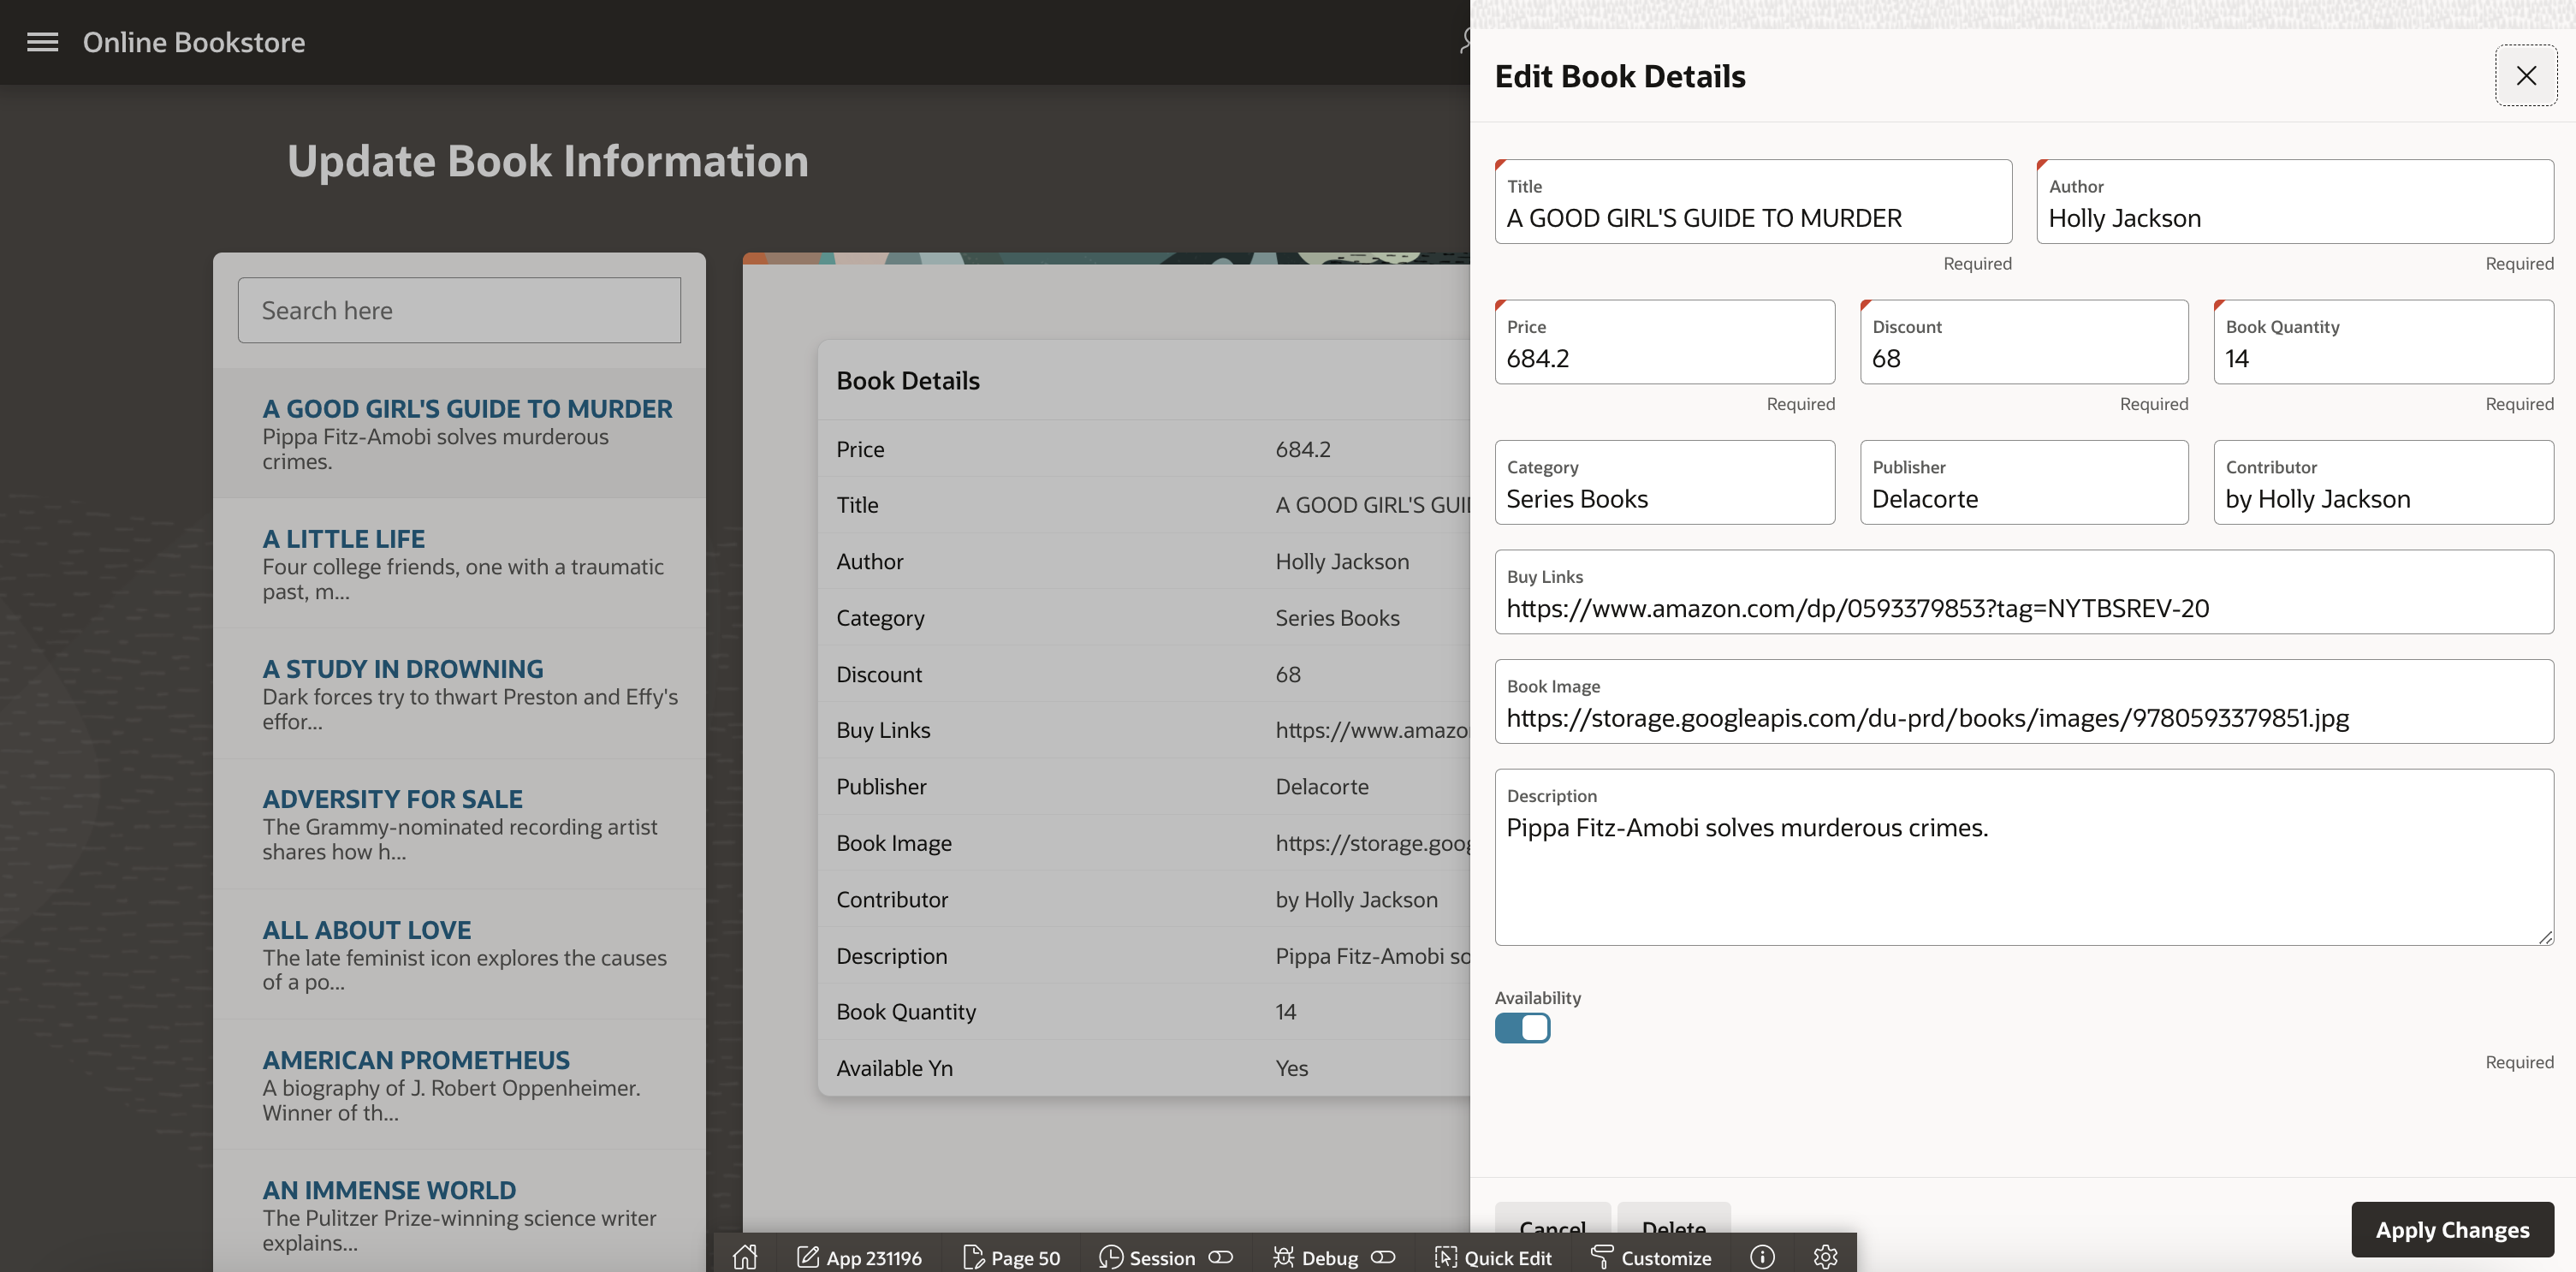 Online Bookstore
Update Book Information
Search here
A GOOD GIRL'S GUIDE TO MURDER
Pippa Fitz-Amobi solves murderous
crimes.
A LITTLE LIFE
Four college friends, one with a traumatic
past, m...
A STUDY IN DROWNING
Dark forces try to thwart Preston and Effy's
effor...
ADVERSITY FOR SALE
The Grammy-nominated recording artist
shares how h...
ALL ABOUT LOVE
The late feminist icon explores the causes
of a po...
AMERICAN PROMETHEUS
A biography of J. Robert Oppenheimer.
Winner of th...
AN IMMENSE WORLD
The Pulitzer Prize-winning science writer
explains...
Book Details
Price 684.2
Title A GOOD GIRL'S GUI
Author Holly Jackson
Category Series Books
Discount 68
Buy Links https://www.amazo
Publisher Delacorte
Book Image https://storage.goog
Contributor by Holly Jackson
Description Pippa Fitz-Amobi so
Book Quantity 14
Available Yn Yes
Edit Book Details
Title
A GOOD GIRL'S GUIDE TO MURDER
Required
Author
Holly Jackson
Required
Price
684.2
Required
Discount
68
Required
Book Quantity
14
Required
Category
Series Books
Publisher
Delacorte
Contributor
by Holly Jackson
Buy Links
https://www.amazon.com/dp/0593379853?tag=NYTBSREV-20
Book Image
https://storage.googleapis.com/du-prd/books/images/9780593379851.jpg
Description
Pippa Fitz-Amobi solves murderous crimes.
Availability
Required
Cancel Delete Apply Changes
App 231196 Page 50 Session Debug Quick Edit Customize